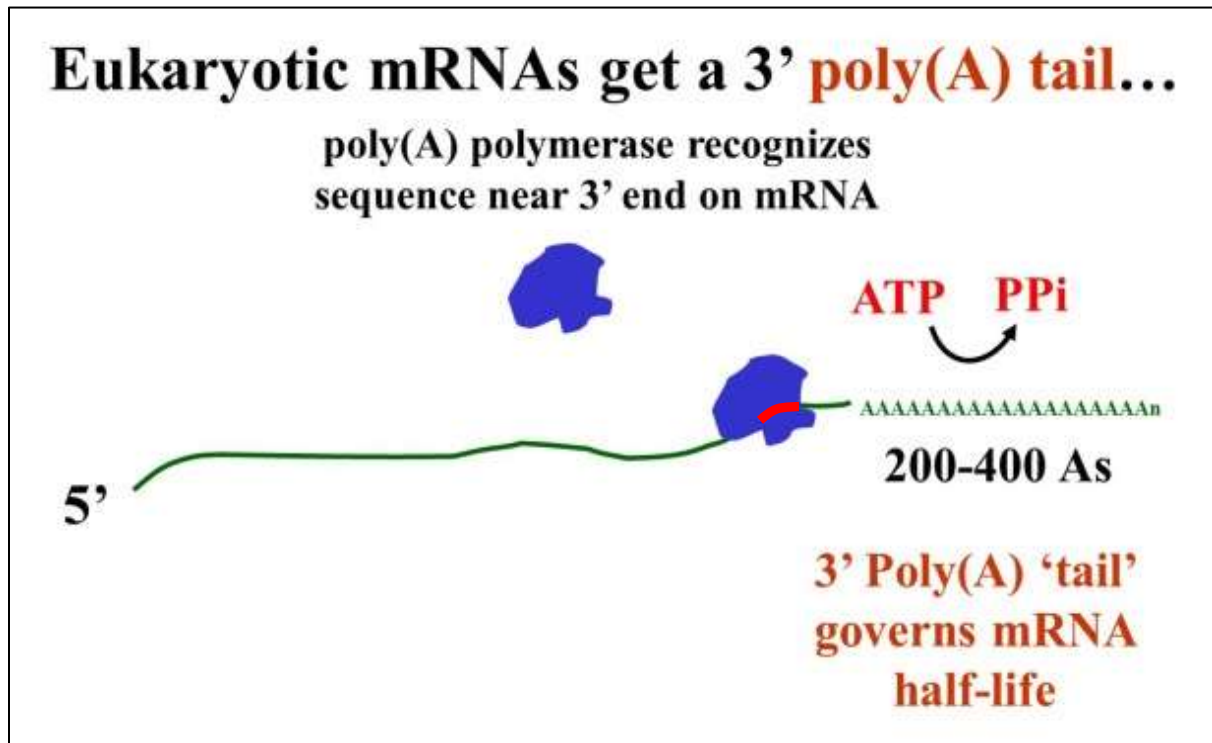 Eukaryotic mRNAs get a 3’ poly(A) tail…
poly(A) polymerase recognizes
sequence near 3’ end on mRNA
ATP PPi
AAAAAAAAAAAAAAAAAAAn
200-400 As
5’
3’ Poly(A) ‘tail’
governs mRNA
half-life